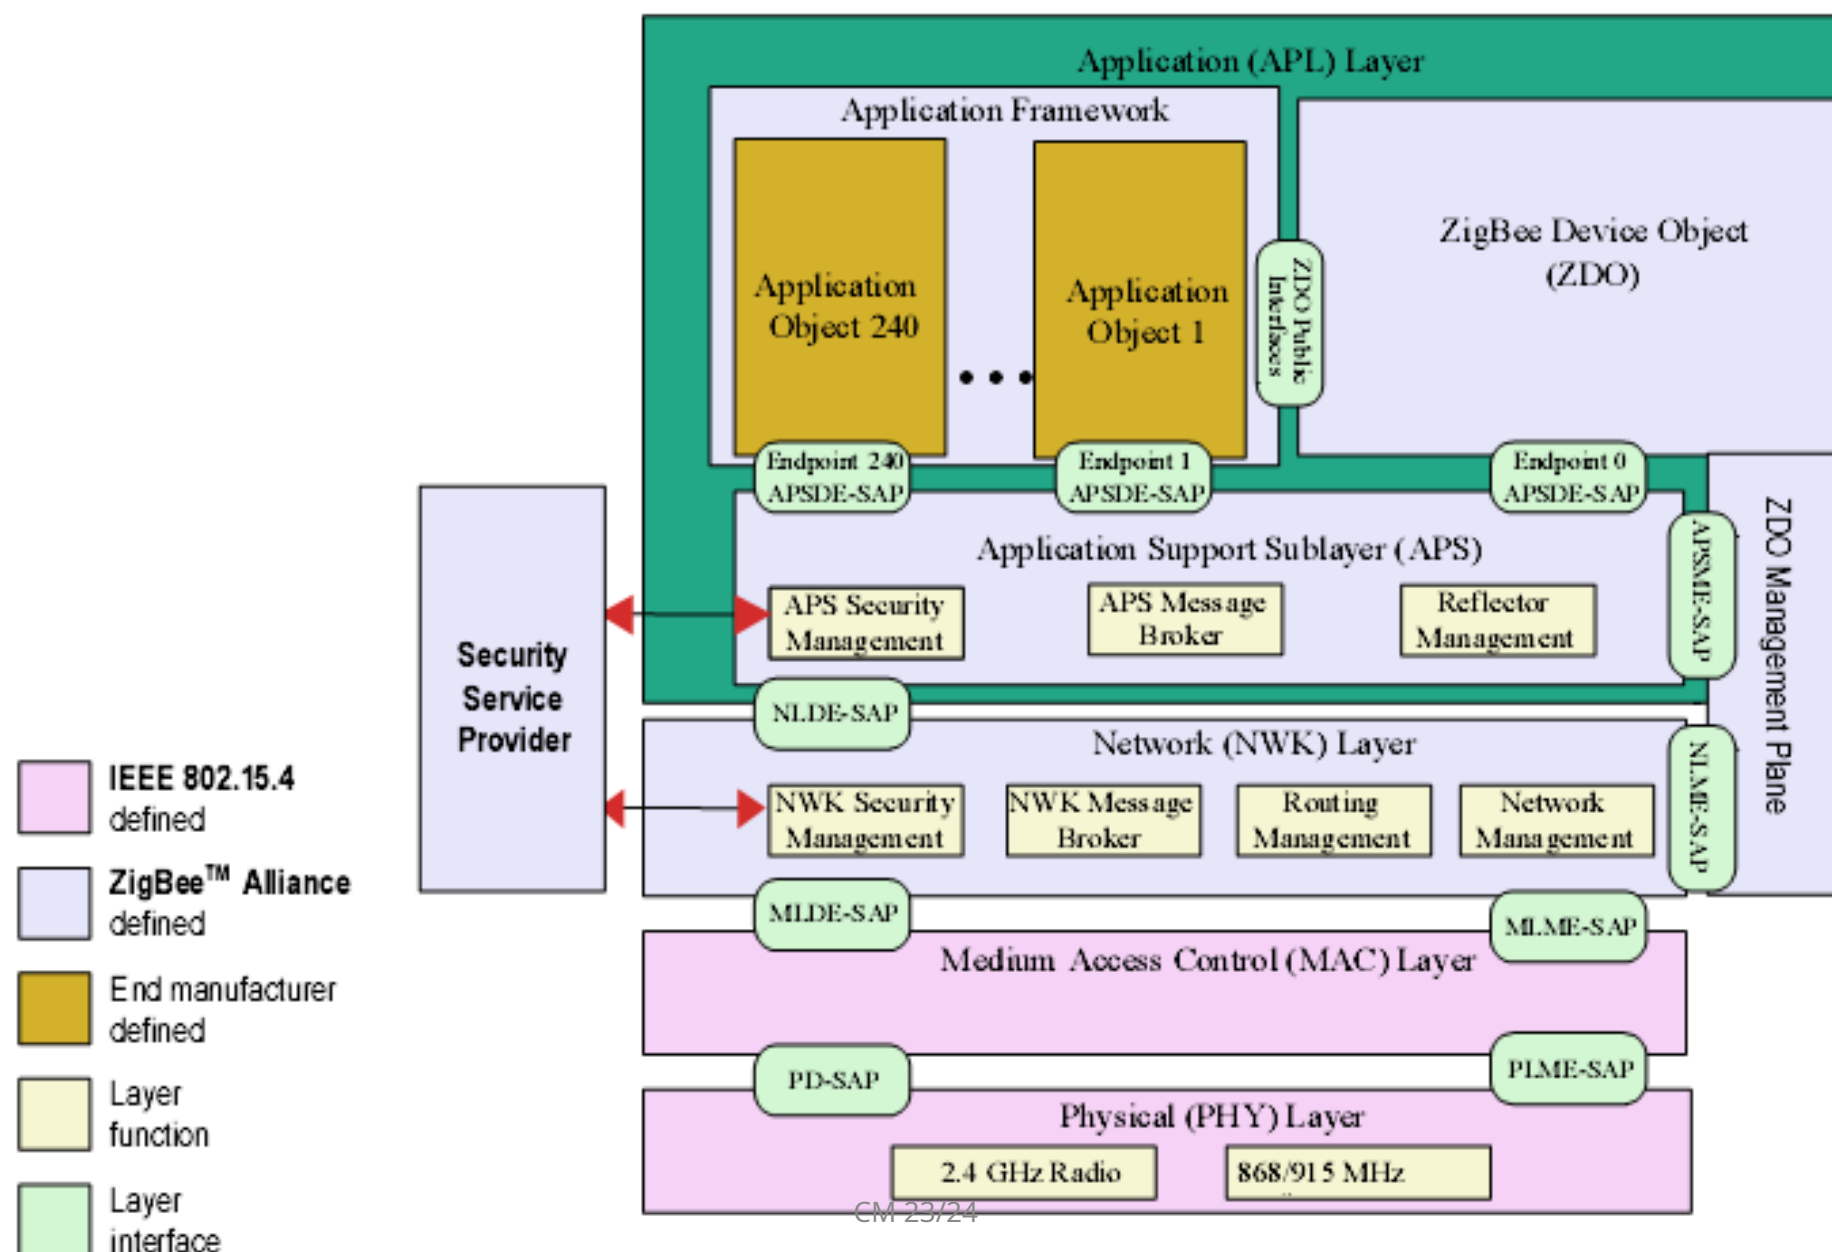 Application (APL) Layer
Application Framework
Application
Object 240
Application
Object 1
ZDO Public
Interfaces
ZigBee Device Object
(ZDO)
Endpoint 240
APSDE-SAP
Endpoint 1
APSDE-SAP
Endpoint 0
APSDE-SAP
Application Support Sublayer (APS)
APS Security
Management
APS Message
Broker
Reflector
Management
APSME-SAP
ZDO Management Plane
Security
Service
Provider
NLDE-SAP
Network (NWK) Layer
NWK Security
Management
NWK Message
Broker
Routing
Management
Network
Management
NLME-SAP
MLDE-SAP
MLME-SAP
Medium Access Control (MAC) Layer
PD-SAP
PLME-SAP
Physical (PHY) Layer
2.4 GHz Radio
868/915 MHz
CM 23/24
IEEE 802.15.4
defined
ZigBee™ Alliance
defined
End manufacturer
defined
Layer
function
Layer
interface